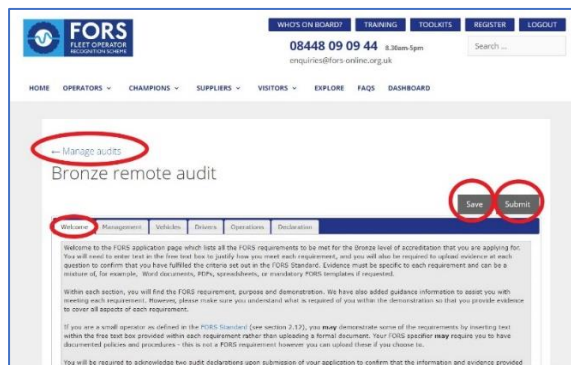 WHO'S ON BOARD? TRAINING TOOLKITS REGISTER LOGOUT
FORS
FLEET OPERATOR
RECOGNITION SCHEME
08448 09 09 44 8.30am-5pm
Search ...
enquiries@fors-online.org.uk
HOME OPERATORS CHAMPIONS SUPPLIERS VISITORS EXPLORE FAQS DASHBOARD
← Manage audits
Bronze remote audit
Save Submit
Welcome Management Vehicles Drivers Operations Declaration
Welcome to the FORS application page which lists all the FORS requirements to be met for the Bronze level of accreditation that you are applying for.
You will need to enter text in the free text box to justify how you meet each requirement, and you will also be required to upload evidence at each
question to confirm that you have fulfilled the criteria set out in the FORS Standard. Evidence must be specific to each requirement and can be a
mixture of, for example, Word documents, PDFs, spreadsheets, or mandatory FORS templates if requested.
Within each section, you will find the FORS requirement, purpose and demonstration. We have also added guidance information to assist you with
meeting each requirement. However, please make sure you understand what is required of you within the demonstration so that you provide evidence
to cover all aspects of each requirement.
If you are a small operator as defined in the FORS Standard (see section 2.12), you may demonstrate some of the requirements by inserting text
within the free text box provided within each requirement rather than uploading a formal document. Your FORS specifier may require you to have
documented policies and procedures - this is not a FORS requirement however you can upload these if you choose to.
You will be required to acknowledge two audit declarations upon submission of your application to confirm that the information and evidence provided